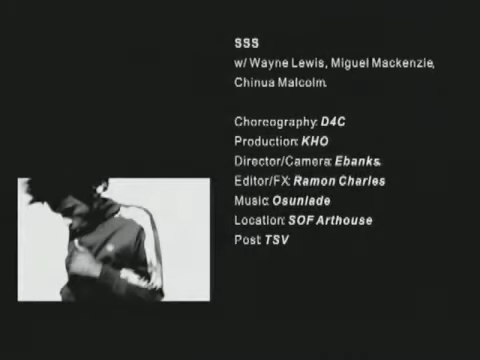 SSS
w/ Wayne Lewis, Miguel Mackenzie,
Chinua Malcolm.
Choreography: D4C
Production: KHO
Director/Camera: Ebanks.
Editor/FX: Ramon Charles
Music: Osunlade
Location: SOF Arthouse
Post: TSV